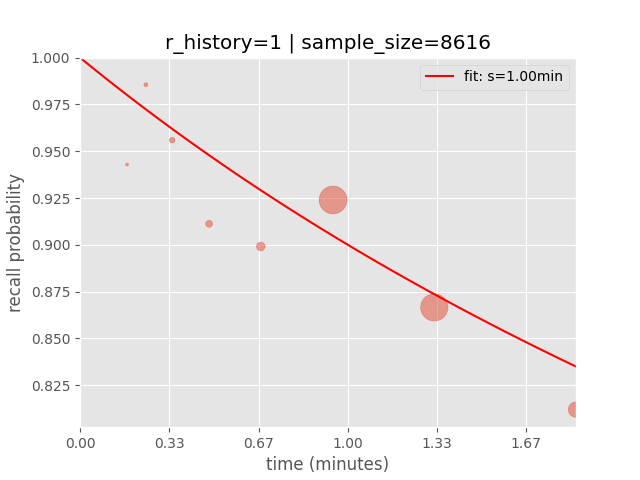 r_history=1 | sample_size=8616
fit: s=1.00min
1.000
0.975
0.950
0.925
0.900
0.875
0.850
0.825
recall probability
0.00 0.33 0.67 1.00 1.33 1.67
time (minutes)